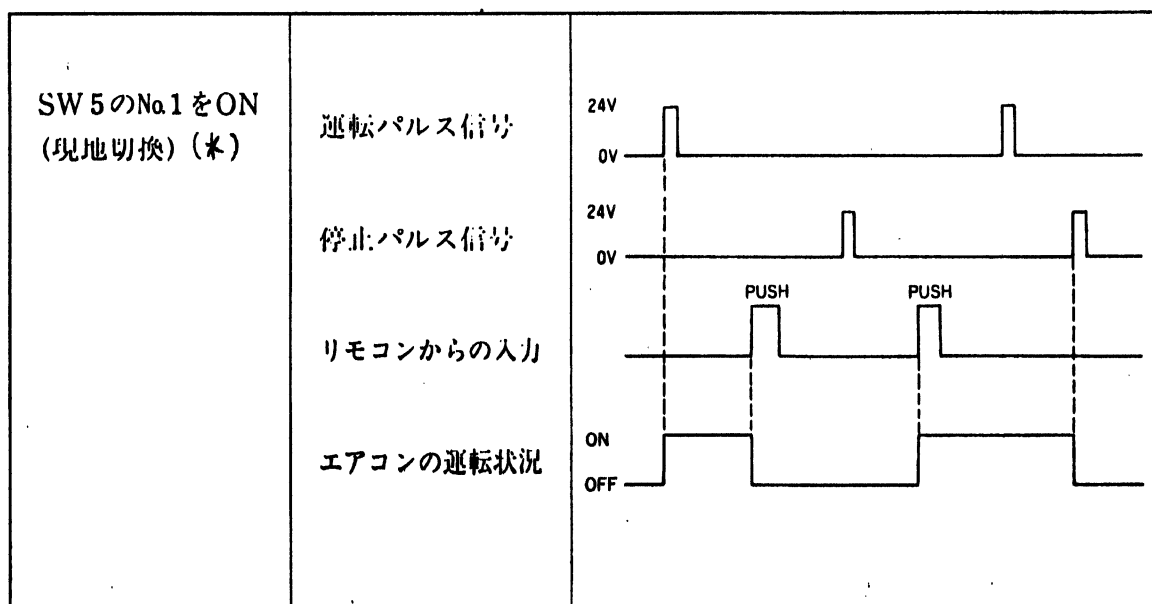 SW5のNo.1をON
(現地切換)(水)
運転パルス信号
24V
0V
停止パルス信号
24V
0V
リモコンからの入力
PUSH
PUSH
エアコンの運転状況
ON
OFF